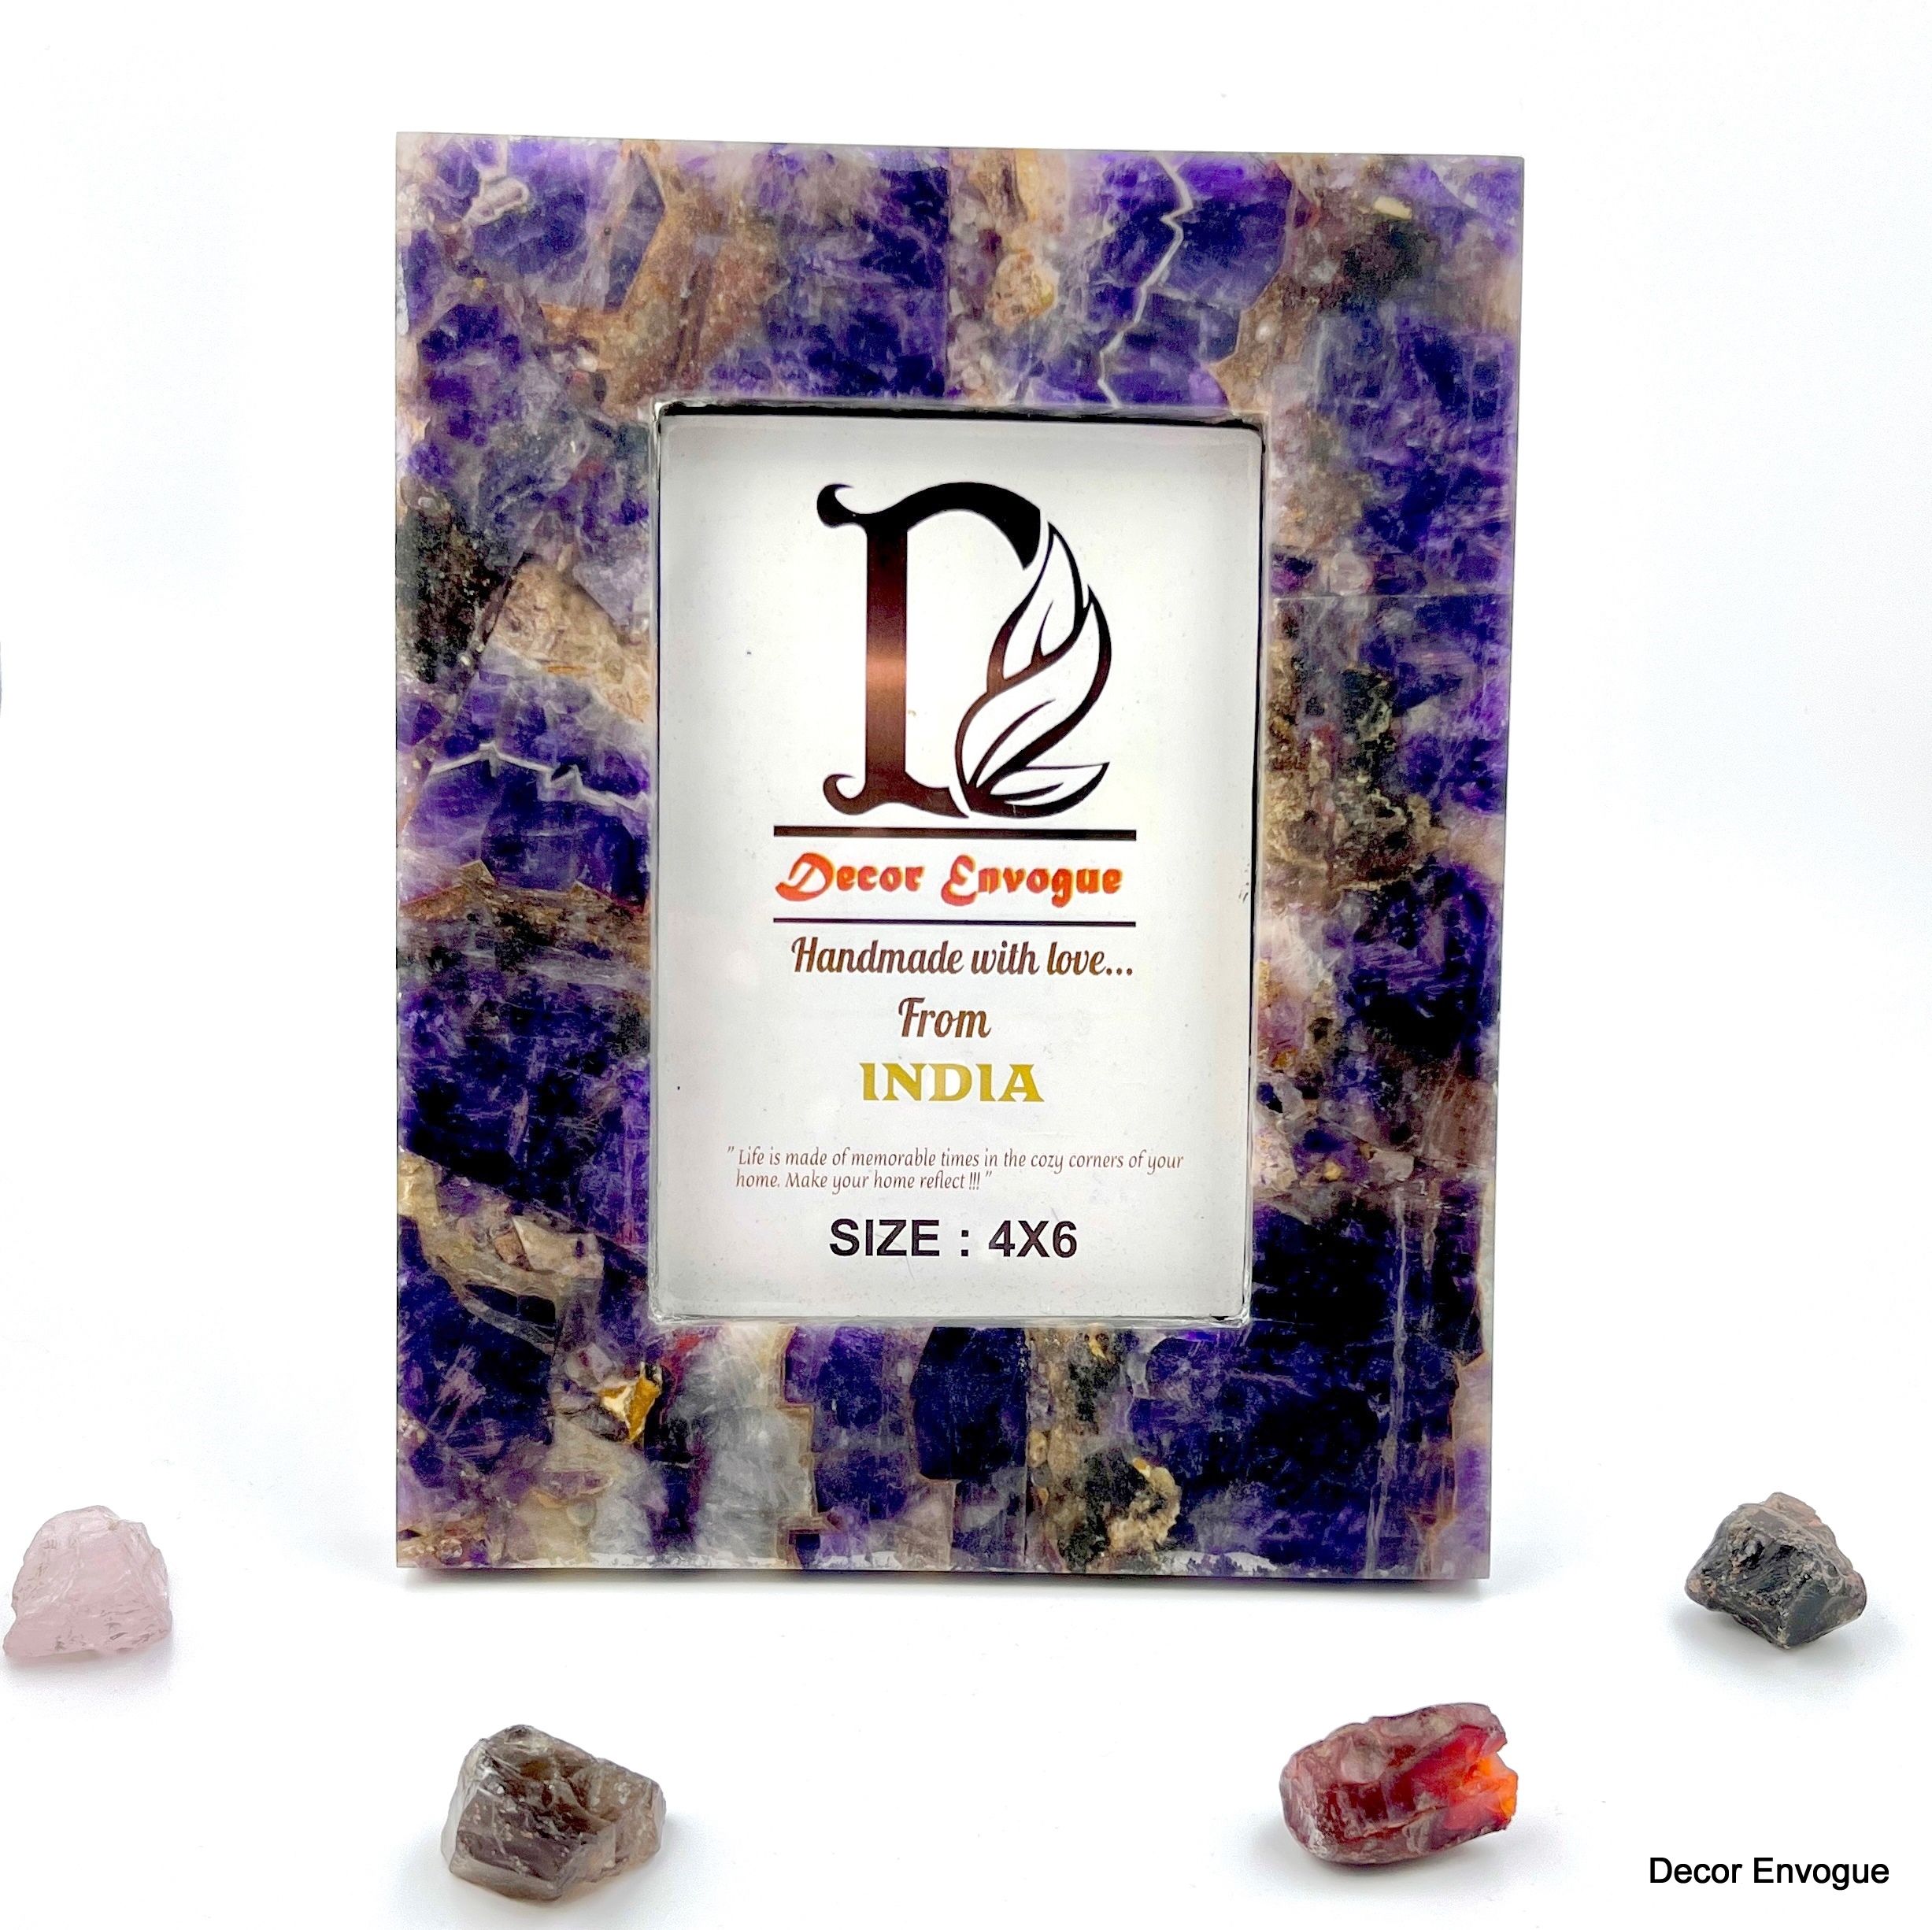 D
Decor Envogue
Handmade with love...
From
INDIA
" Life is made of memorable times in the cozy corners of your
home. Make your home reflect !!! "
SIZE : 4X6
Decor Envogue